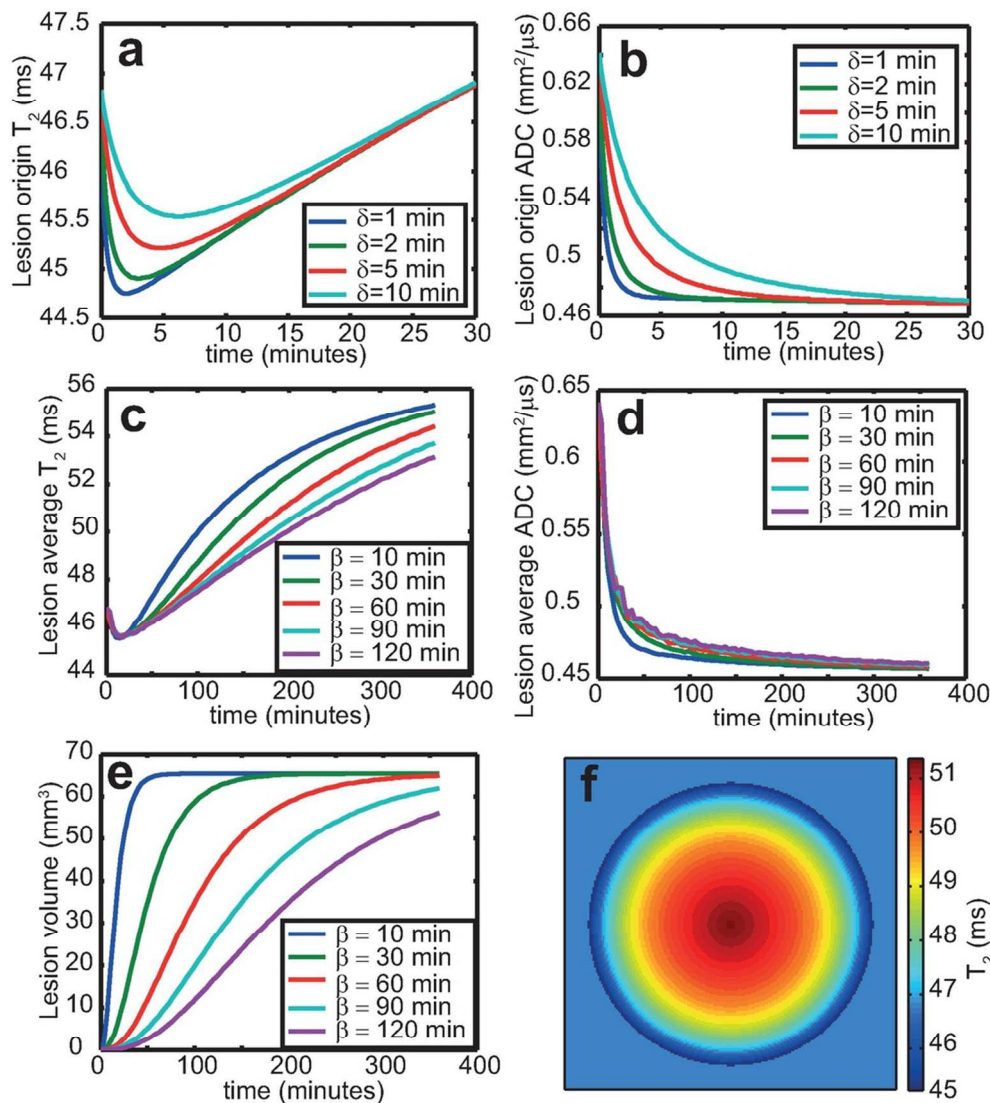 a
Lesion origin T2 (ms)
47.5
47
46.5
46
45.5
45
44.5
δ=1 min
δ=2 min
δ=5 min
δ=10 min
0 5 10 15 20 25 30
time (minutes)
b
Lesion origin ADC (mm²/µs)
0.66
0.62
0.58
0.54
0.5
0.46
δ=1 min
δ=2 min
δ=5 min
δ=10 min
0 5 10 15 20 25 30
time (minutes)
c
Lesion average T2 (ms)
56
54
52
50
48
46
44
β = 10 min
β = 30 min
β = 60 min
β = 90 min
β = 120 min
0 100 200 300 400
time (minutes)
d
Lesion average ADC (mm²/µs)
0.65
0.6
0.55
0.5
0.45
β = 10 min
β = 30 min
β = 60 min
β = 90 min
β = 120 min
0 100 200 300 400
time (minutes)
e
Lesion volume (mm³)
70
60
50
40
30
20
10
0
β = 10 min
β = 30 min
β = 60 min
β = 90 min
β = 120 min
0 100 200 300 400
time (minutes)
f
51
50
49
48
47
46
45
T2 (ms)